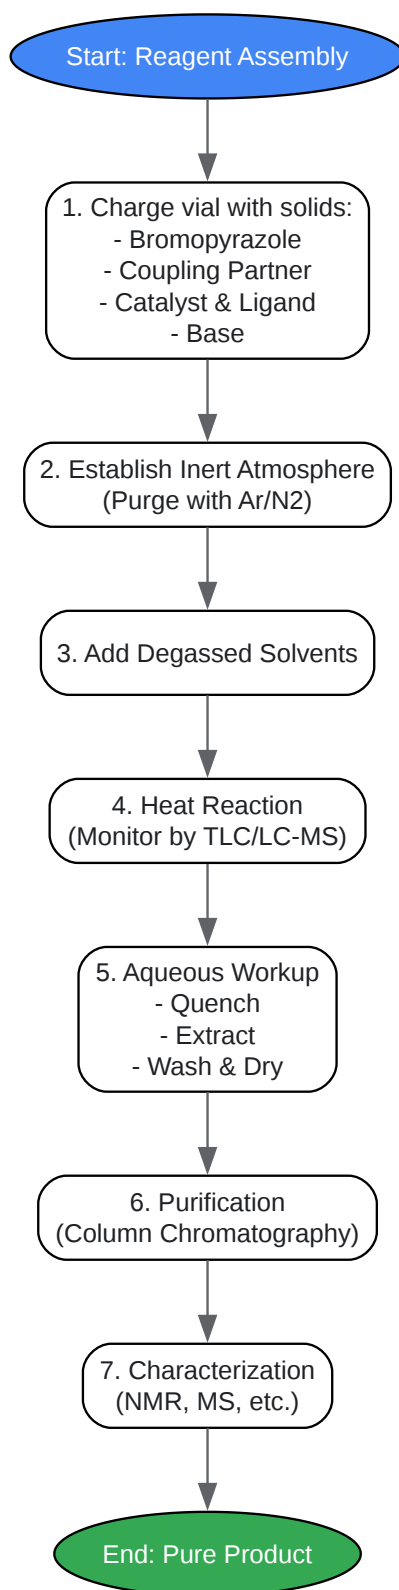 Start: Reagent Assembly
1. Charge vial with solids:
- Bromopyrazole
- Coupling Partner
- Catalyst & Ligand
- Base
2. Establish Inert Atmosphere
(Purge with Ar/N2)
3. Add Degassed Solvents
4. Heat Reaction
(Monitor by TLC/LC-MS)
5. Aqueous Workup
- Quench
- Extract
- Wash & Dry
6. Purification
(Column Chromatography)
7. Characterization
(NMR, MS, etc.)
End: Pure Product